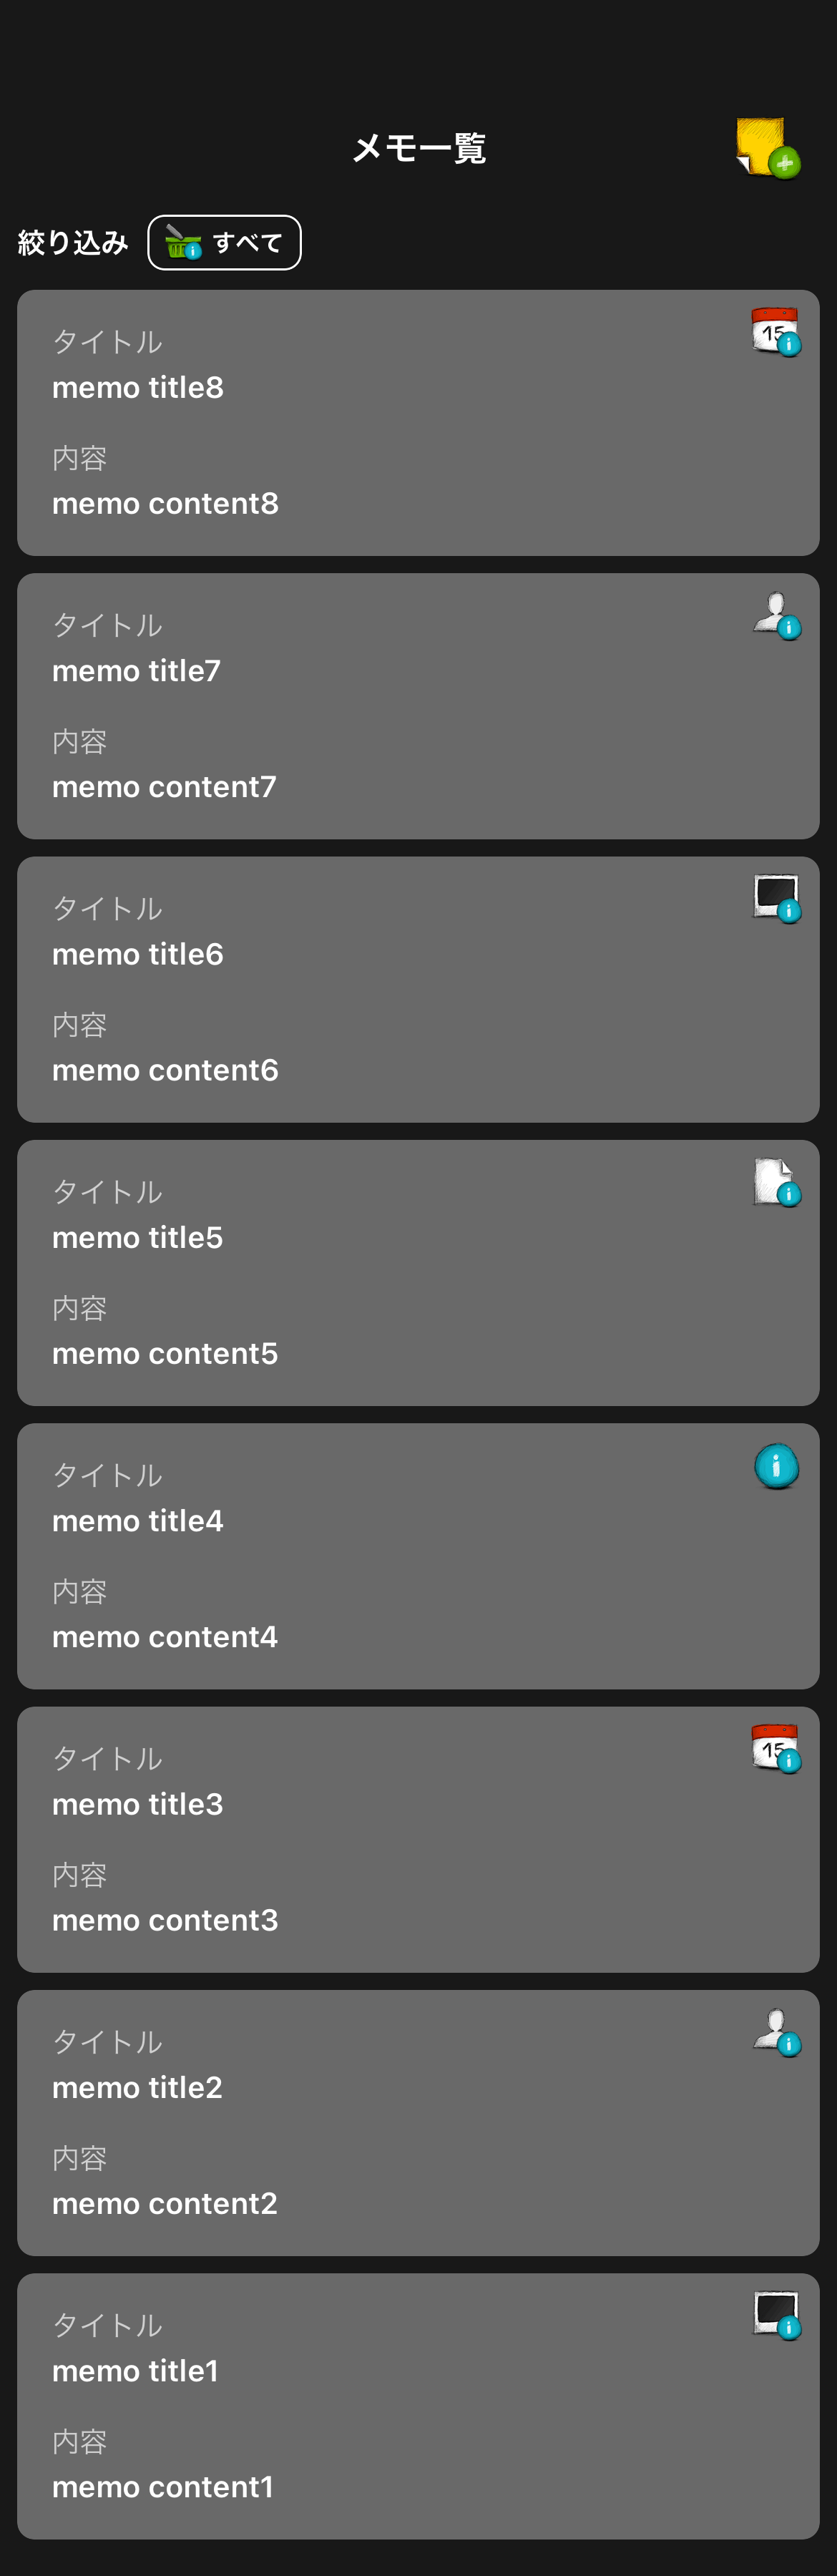 メモ一覧
絞り込み すべて
タイトル
15
memo title8
内容
memo content8
タイトル
memo title7
内容
memo content7
タイトル
memo title6
内容
memo content6
タイトル
memo title5
内容
memo content5
タイトル
memo title4
内容
memo content4
タイトル
15
memo title3
内容
memo content3
タイトル
memo title2
内容
memo content2
タイトル
memo title1
内容
memo content1